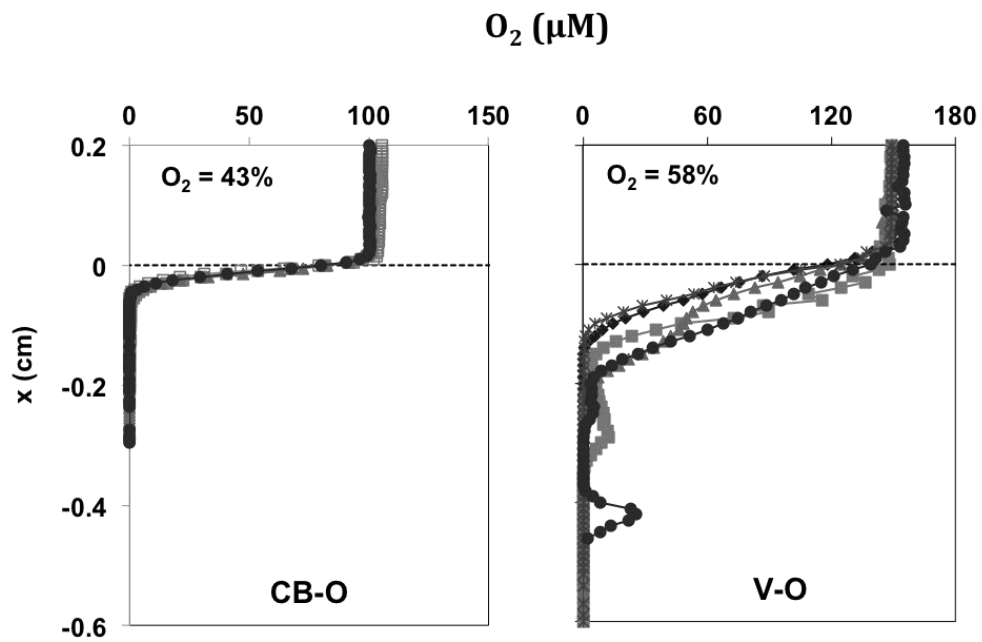 O₂ (µM)
0 50 100 150
0 60 120 180
0.2
O₂ = 43%
O₂ = 58%
0
x (cm)
-0.2
-0.4
CB-O
V-O
-0.6